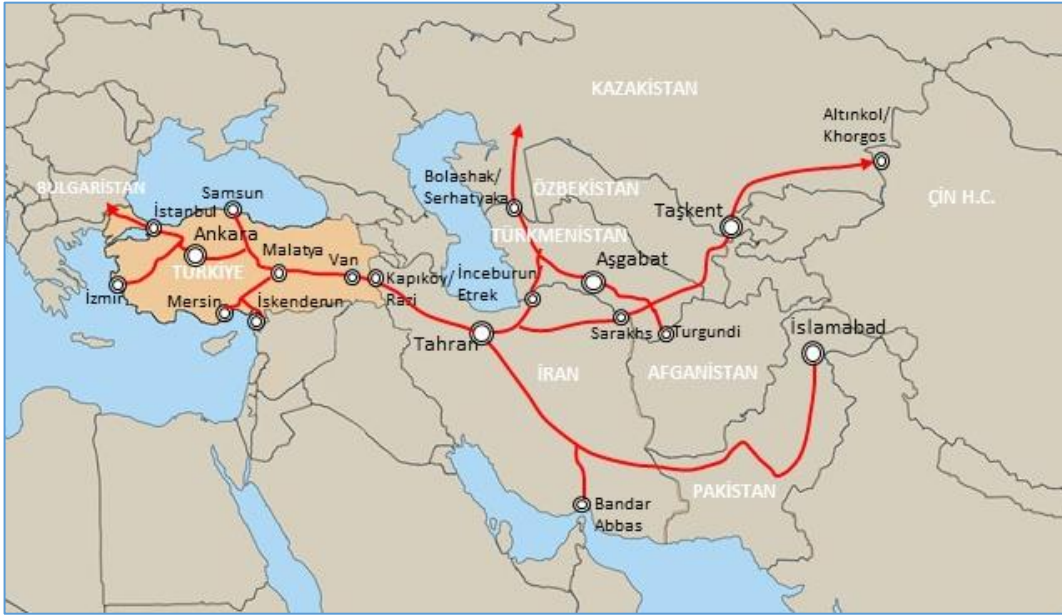 KAZAKİSTAN
Altınkol/
Khorgos
BULGARİSTAN
Samsun
Bolashak/
Serhatyaka
ÖZBEKİSTAN
ÇİN H.C.
İstanbul
Taşkent
Ankara
TÜRKMENİSTAN
Malatya
Van
TÜRKİYE
Kapıköy/
Razi
İnceburun
Etrek
Aşgabat
İzmir
Mersin
İskenderun
Tahran
Sarakhs
Turgundi
İslamabad
İRAN
AFGANİSTAN
PAKİSTAN
Bandar
Abbas